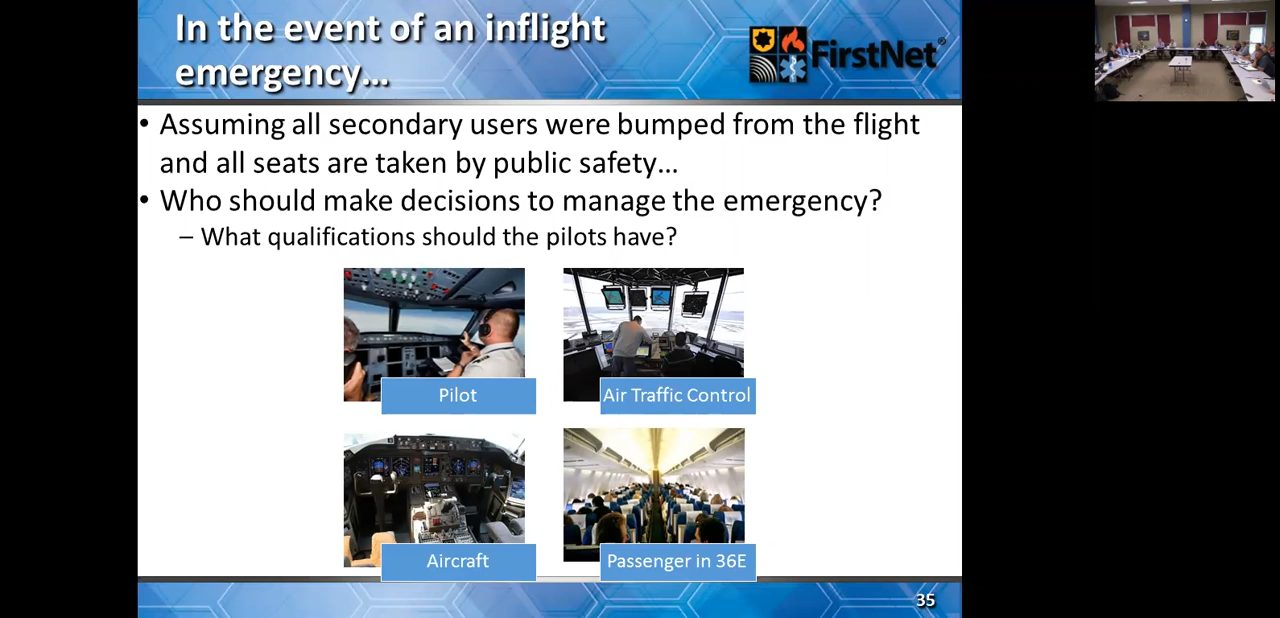 In the event of an inflight
emergency…
FirstNet®
• Assuming all secondary users were bumped from the flight
and all seats are taken by public safety…
• Who should make decisions to manage the emergency?
– What qualifications should the pilots have?
Pilot
Air Traffic Control
Aircraft
Passenger in 36E
35